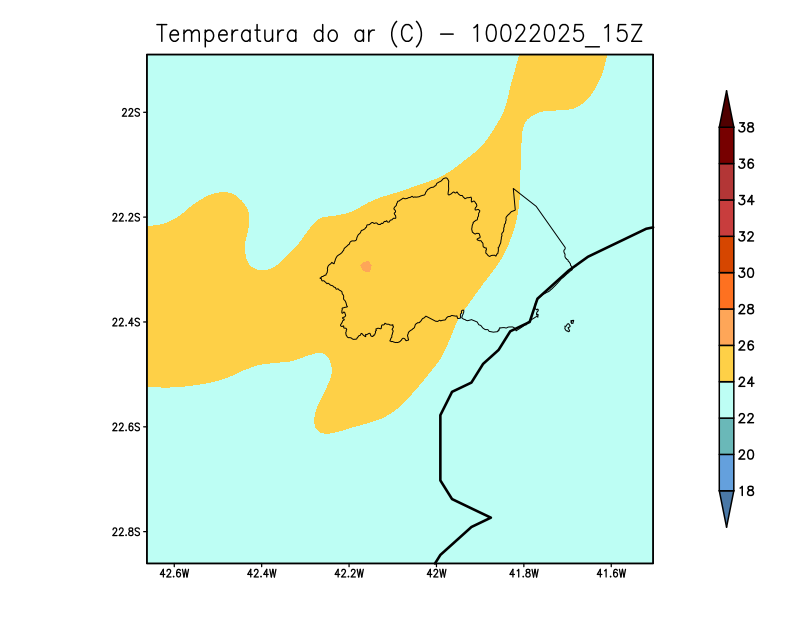 Temperatura do ar (C) - 10022025_15Z
22S
22.2S
22.4S
22.6S
22.8S
42.6W
42.4W
42.2W
42W
41.8W
41.6W
38
36
34
32
30
28
26
24
22
20
18